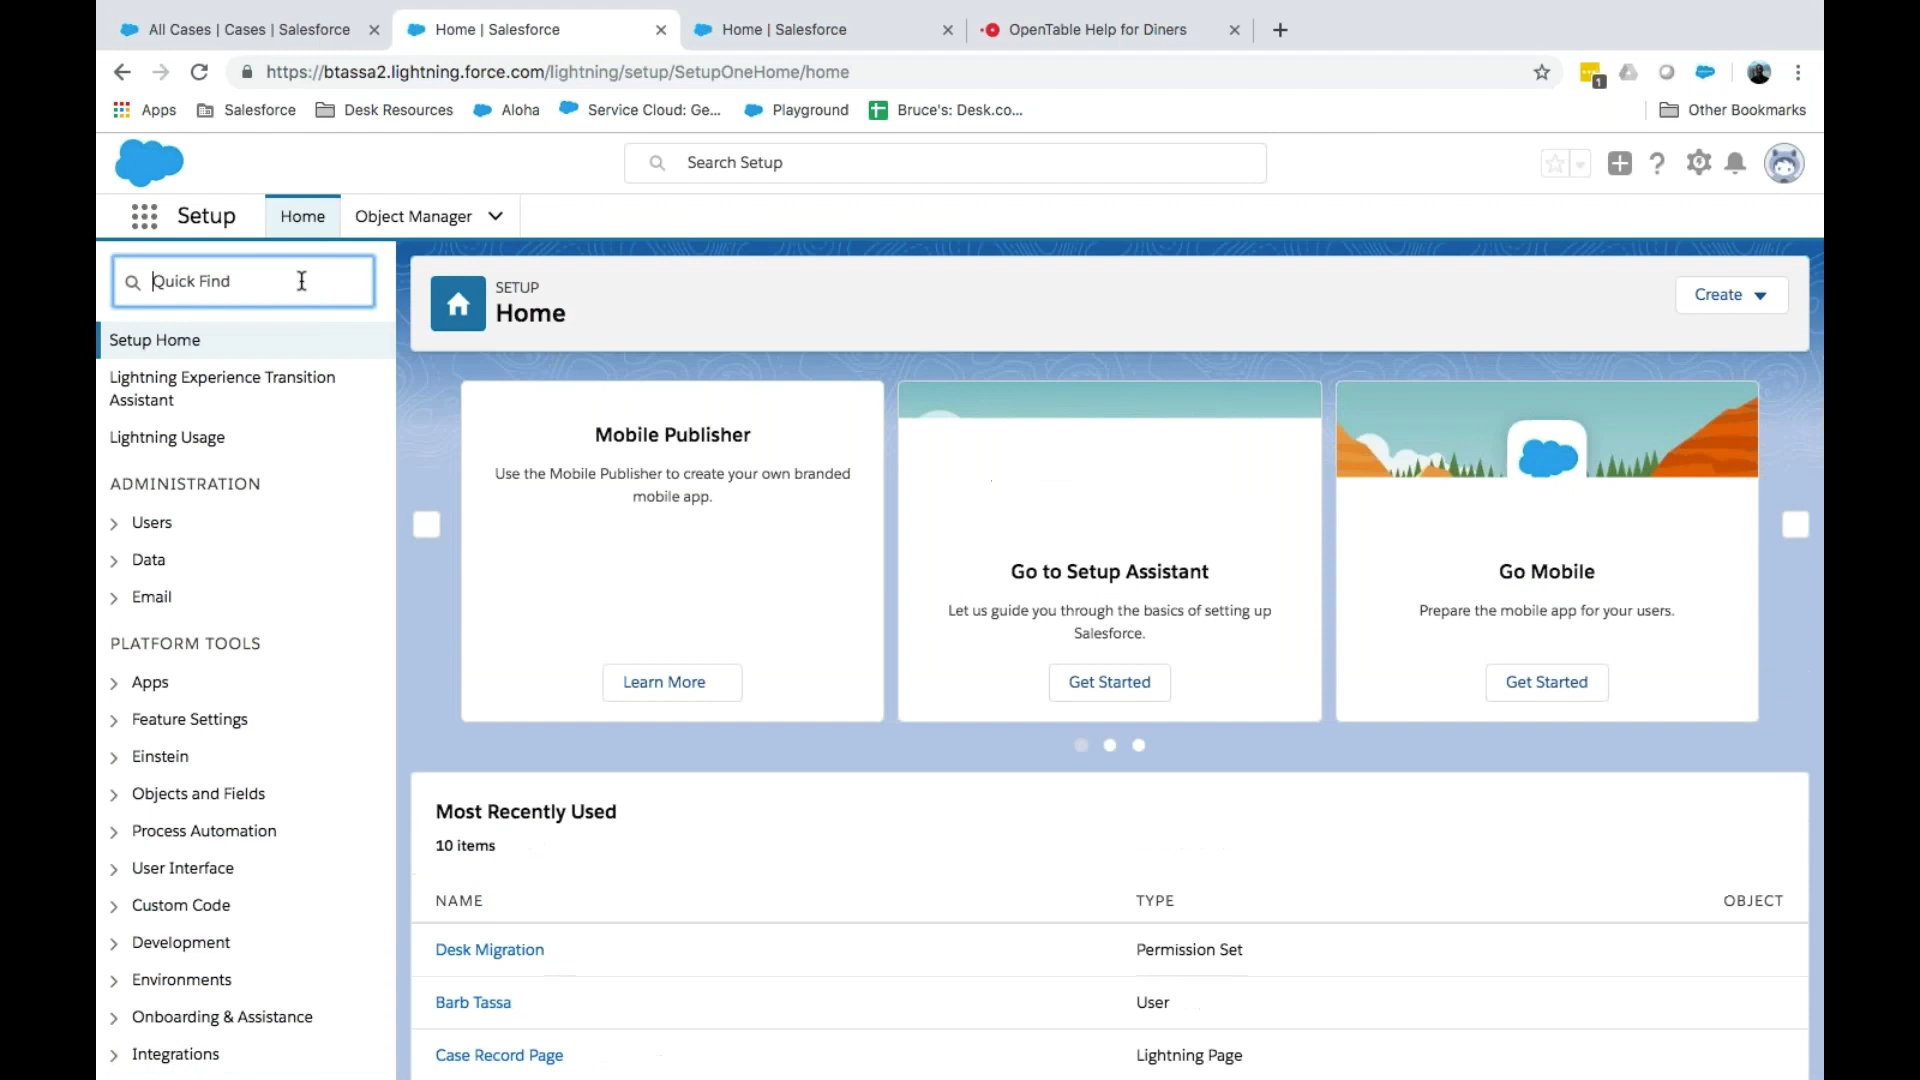 All Cases | Cases | Salesforce
Home | Salesforce
Home | Salesforce
OpenTable Help for Diners
https://btassa2.lightning.force.com/lightning/setup/SetupOneHome/home
1
Apps
Salesforce
Desk Resources
Aloha
Service Cloud: Ge...
Playground
Bruce's: Desk.co...
Other Bookmarks
Search Setup
Setup
Home
Object Manager
Quick Find
Setup Home
Lightning Experience Transition
Assistant
Lightning Usage
ADMINISTRATION
Users
Data
Email
PLATFORM TOOLS
Apps
Feature Settings
Einstein
Objects and Fields
Process Automation
User Interface
Custom Code
Development
Environments
Onboarding & Assistance
Integrations
SETUP
Home
Create
Mobile Publisher
Use the Mobile Publisher to create your own branded
mobile app.
Learn More
Go to Setup Assistant
Let us guide you through the basics of setting up
Salesforce.
Get Started
Go Mobile
Prepare the mobile app for your users.
Get Started
Most Recently Used
10 items
NAME TYPE OBJECT
Desk Migration Permission Set
Barb Tassa User
Case Record Page Lightning Page